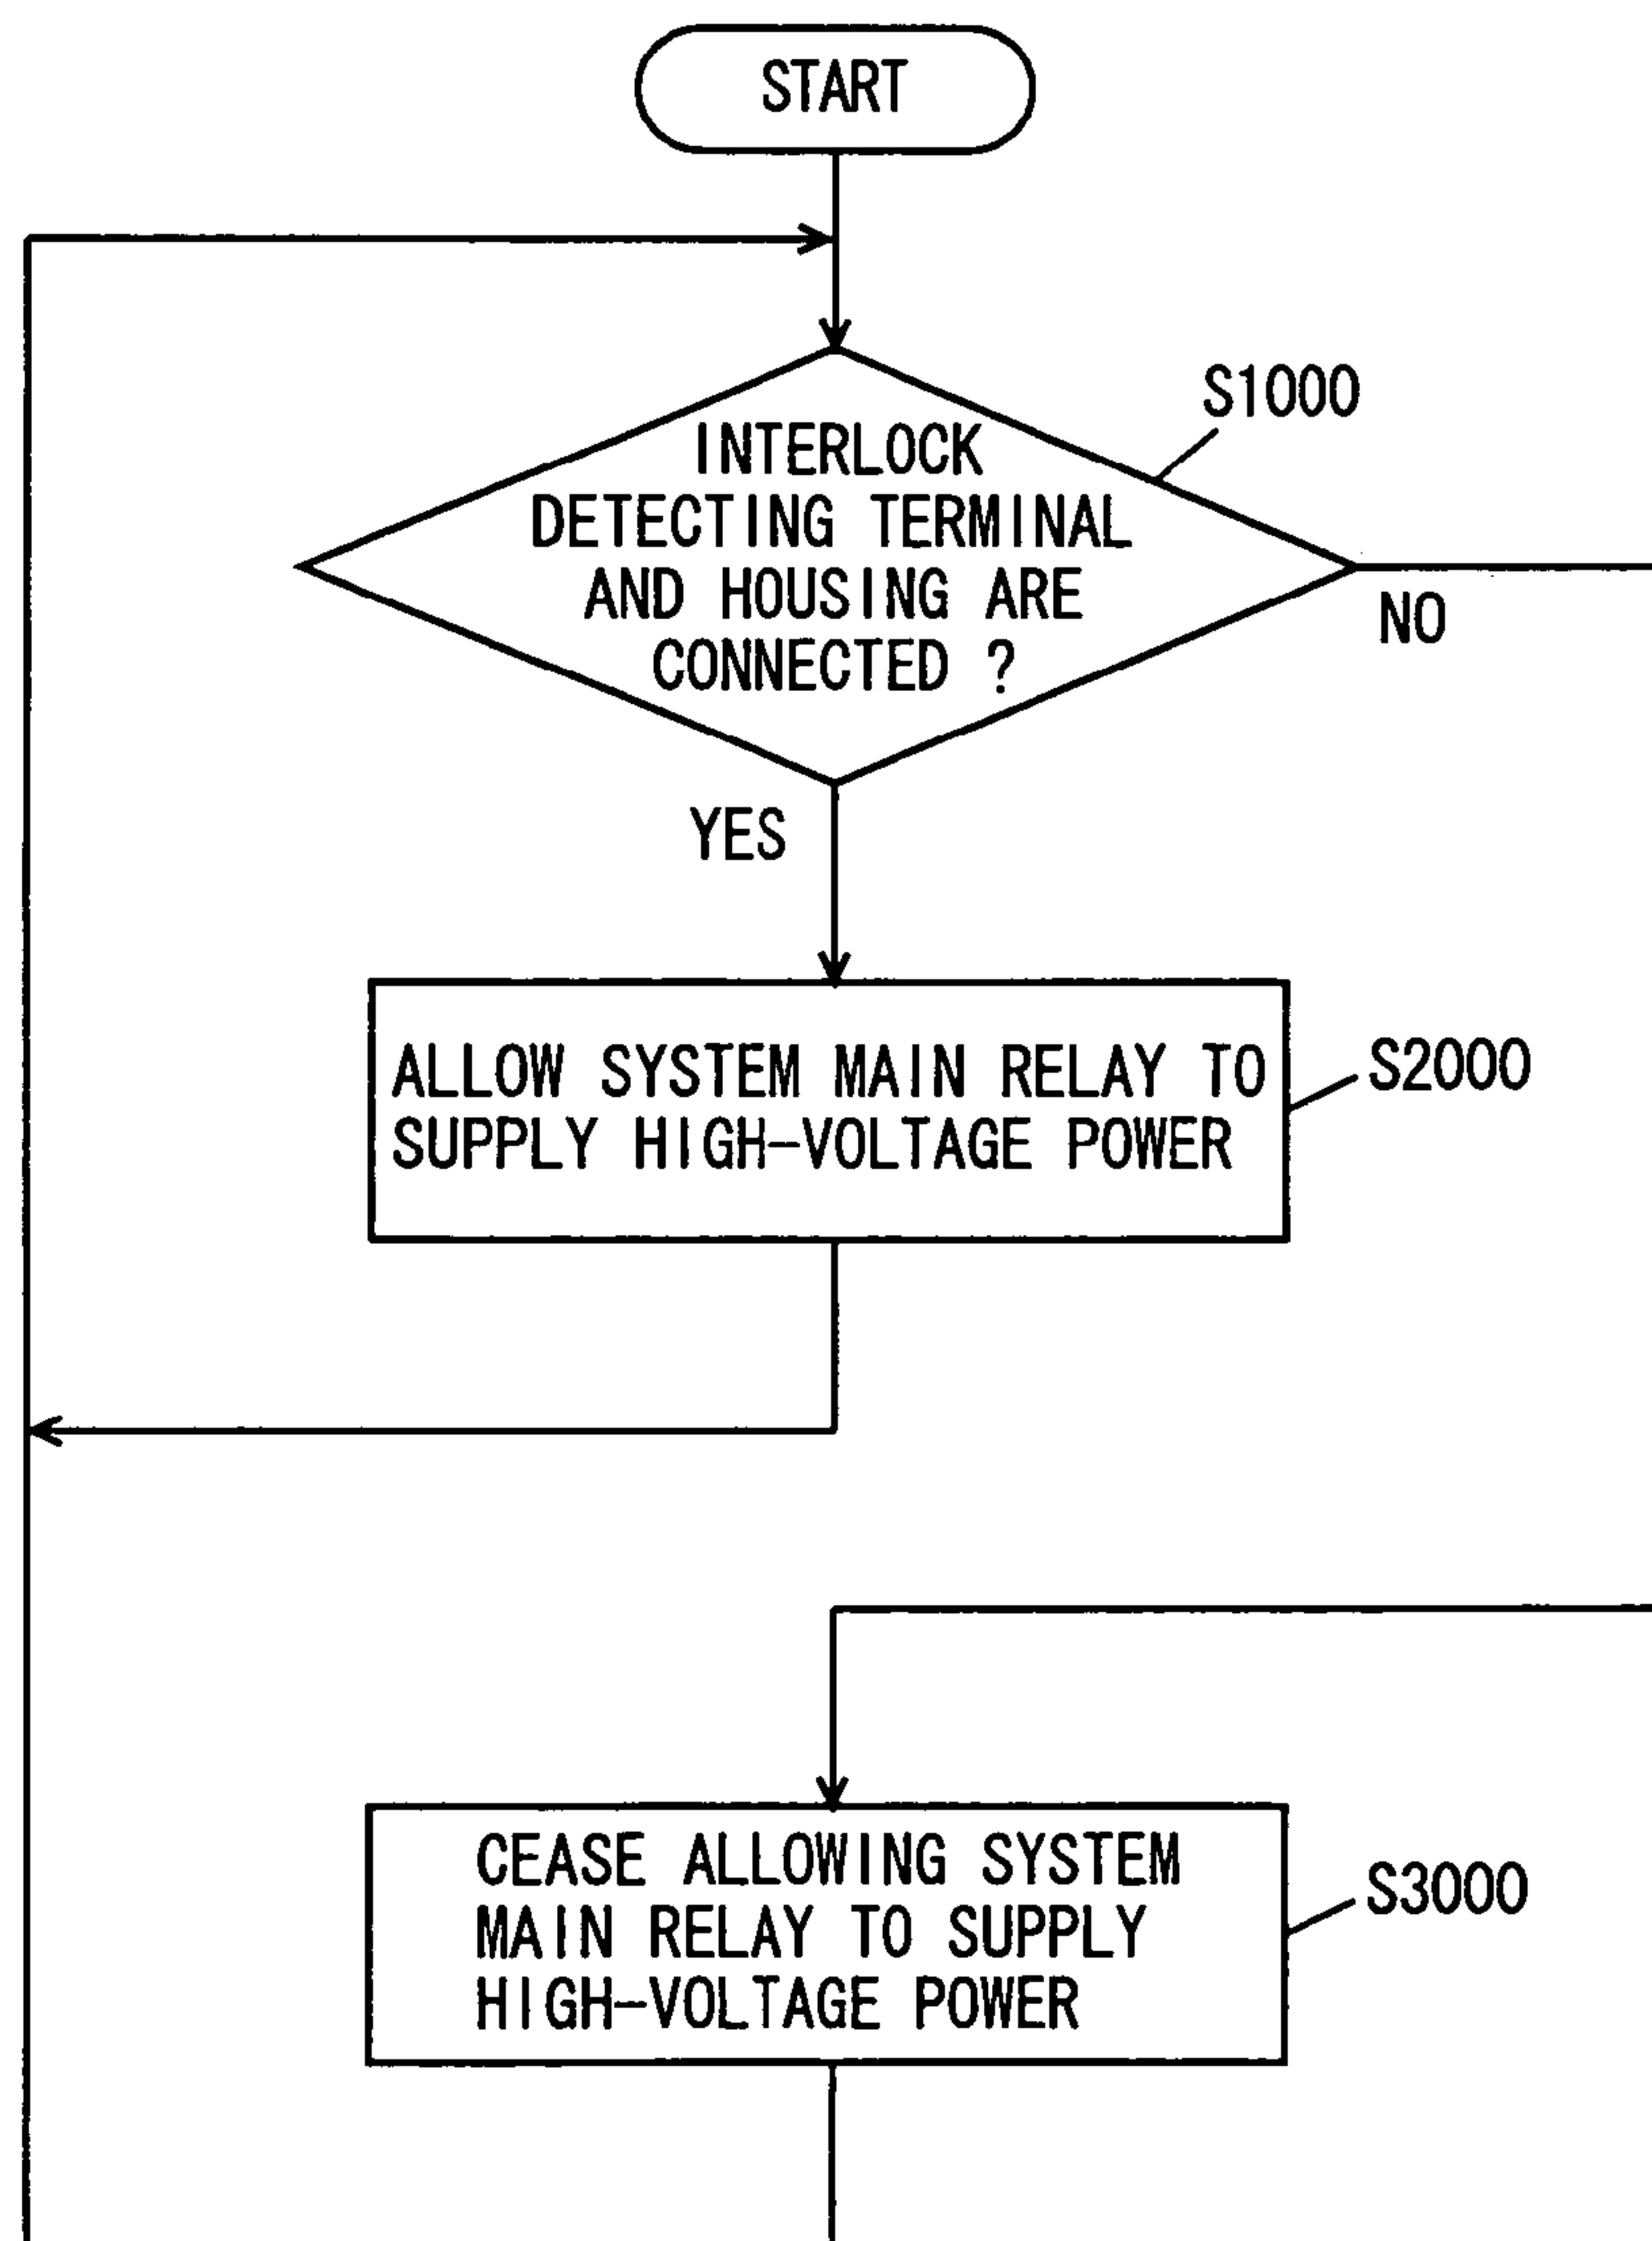 START
S1000
INTERLOCK
DETECTING TERMINAL
AND HOUSING ARE
CONNECTED ?
NO
YES
ALLOW SYSTEM MAIN RELAY TO
SUPPLY HIGH-VOLTAGE POWER
S2000
CEASE ALLOWING SYSTEM
MAIN RELAY TO SUPPLY
HIGH-VOLTAGE POWER
S3000